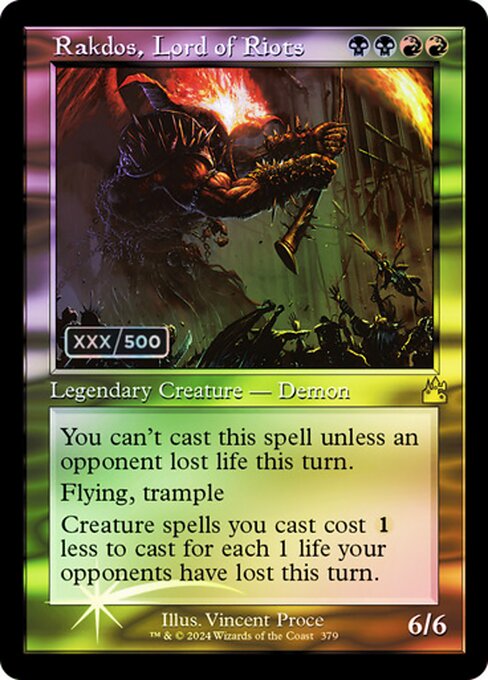 Rakdos, Lord of Riots
XXX/500
Legendary Creature — Demon
You can't cast this spell unless an
opponent lost life this turn.
Flying, trample
Creature spells you cast cost 1
less to cast for each 1 life your
opponents have lost this turn.
Illus. Vincent Proce
™ & © 2024 Wizards of the Coast 379
6/6